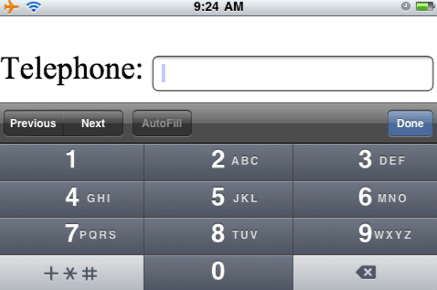 9:24 AM
Telephone:
Previous Next AutoFill Done
1 2 ABC 3 DEF
4 GHI 5 JKL 6 MNO
7 PQRS 8 TUV 9 WXYZ
+*# 0